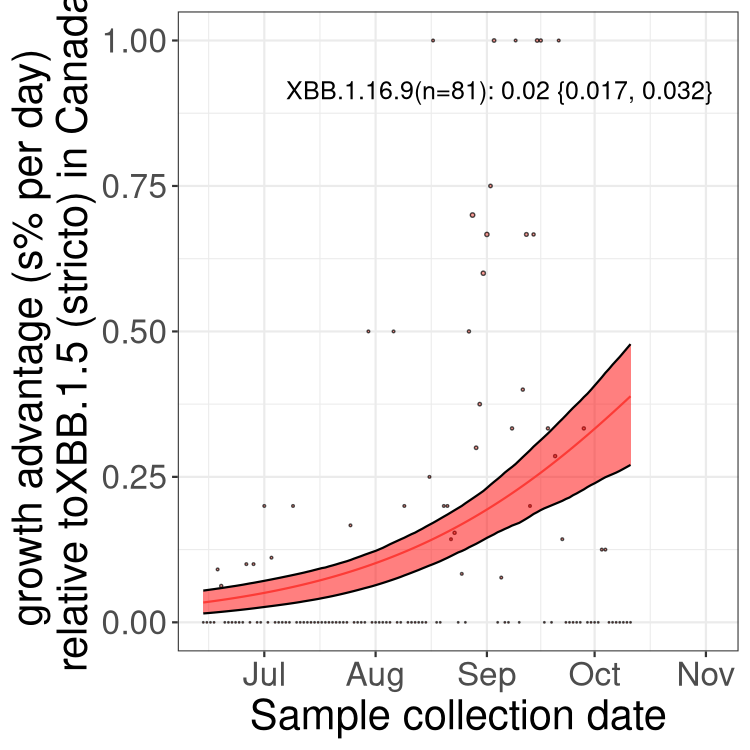 growth advantage (s% per day)
relative toXBB.1.5 (stricto) in Canada
1.00
0.75
0.50
0.25
0.00
XBB.1.16.9(n=81): 0.02 {0.017, 0.032}
Jul Aug Sep Oct Nov
Sample collection date